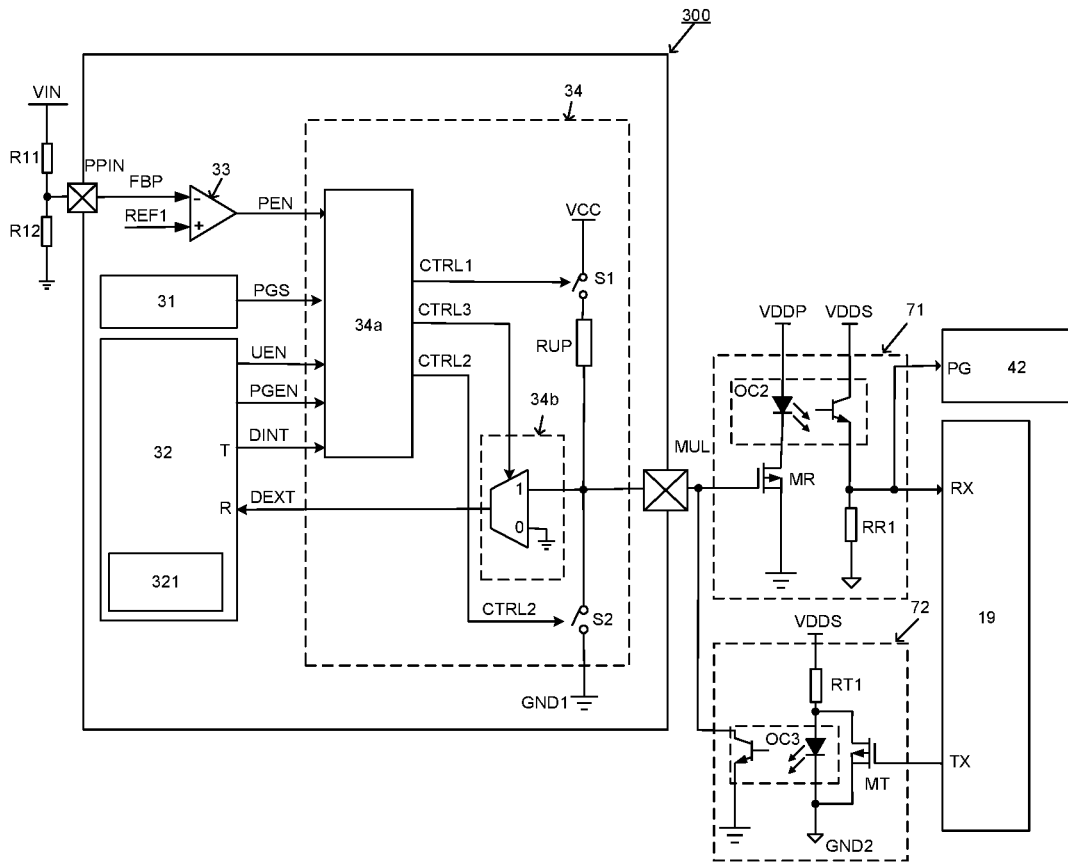 300
VIN
34
R11
PPIN
FBP
33
REF1
PEN
VCC
R12
CTRL1
S1
31
PGS
34a
CTRL3
RUP
VDDP
VDDS
71
UEN
CTRL2
PG
42
OC2
PGEN
34b
32
T
DINT
MUL
MR
RX
R
DEXT
1
0
RR1
321
CTRL2
S2
72
VDDS
19
GND1
RT1
OC3
TX
MT
GND2